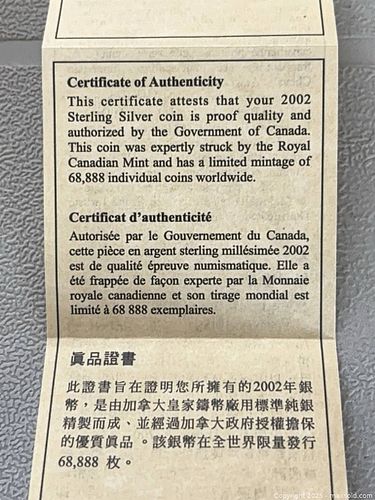 Certificate of Authenticity
This certificate attests that your 2002
Sterling Silver coin is proof quality and
authorized by the Government of Canada.
This coin was expertly struck by the Royal
Canadian Mint and has a limited mintage of
68,888 individual coins worldwide.
Certificat d'authenticité
Autorisée par le Gouvernement du Canada,
cette pièce en argent sterling millésimée 2002
est de qualité épreuve numismatique. Elle a
été frappée de façon experte par la Monnaie
royale canadienne et son tirage mondial est
limité à 68 888 exemplaires.
眞品證書
此證書旨在證明您所擁有的2002年銀
幣，是由加拿大皇家鑄幣廠用標準純銀
精製而成、並經過加拿大政府授權擔保
的優質眞品。該銀幣在全世界限量發行
68,888 枚。
Copyright 2025 - maxsold.com